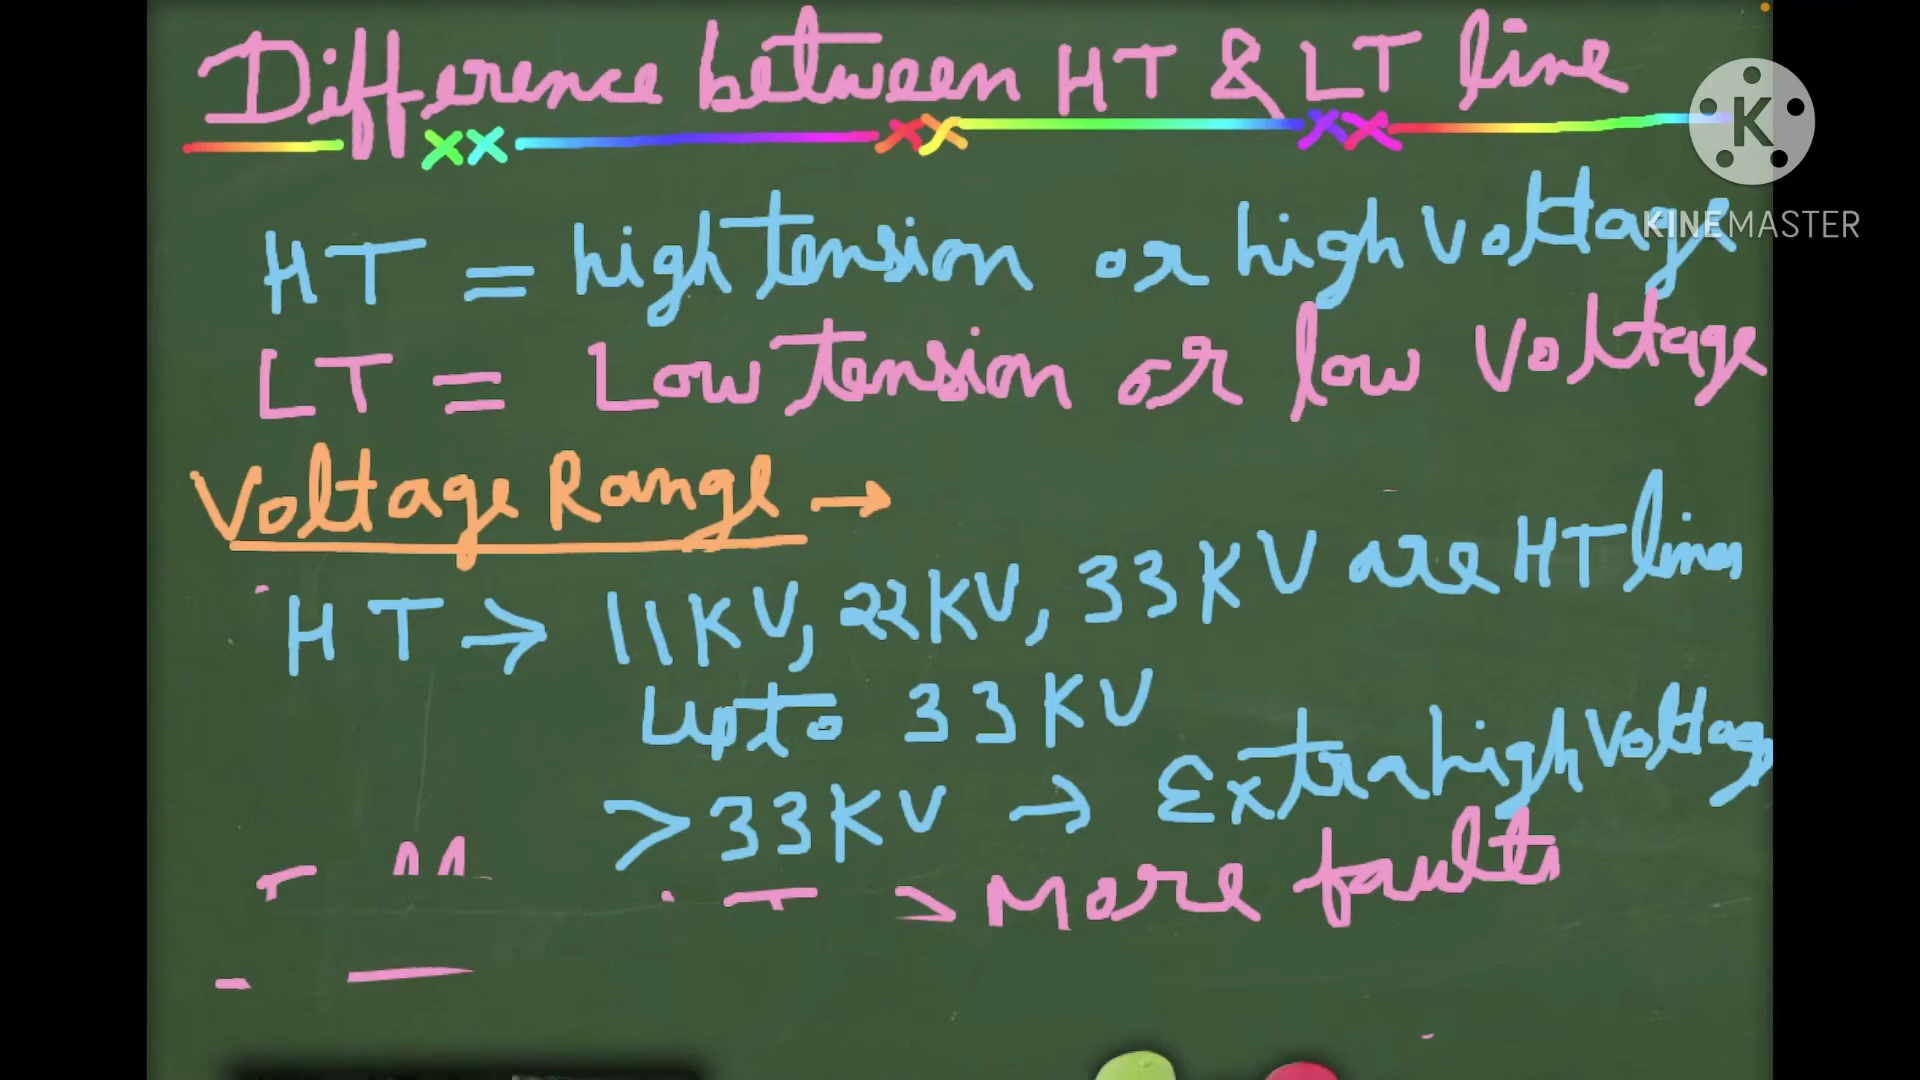 Difference between HT & LT line
K
KINEMASTER
HT = high tension or high voltage
LT = Low tension or low voltage
Voltage Range →
HT → 11KV, 22KV, 33KV are HT lines
upto 33KV
>33KV → Extra high voltage
More faults